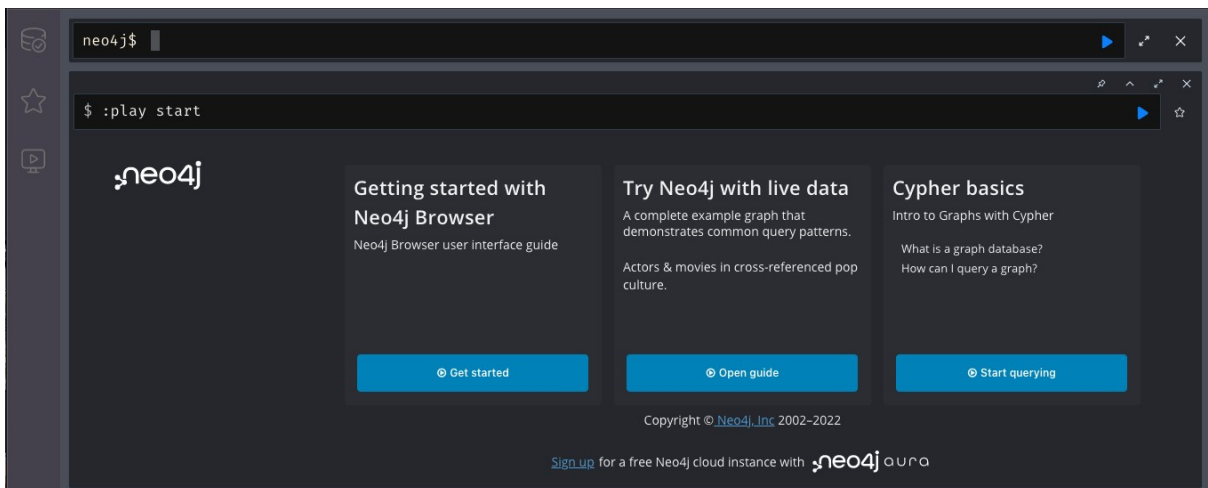 neo4j$
$ :play start
neo4j
Getting started with
Neo4j Browser
Neo4j Browser user interface guide
Get started
Try Neo4j with live data
A complete example graph that
demonstrates common query patterns.
Actors & movies in cross-referenced pop
culture.
Open guide
Cypher basics
Intro to Graphs with Cypher
What is a graph database?
How can I query a graph?
Start querying
Copyright © Neo4j, Inc 2002–2022
Sign up for a free Neo4j cloud instance with neo4j aura